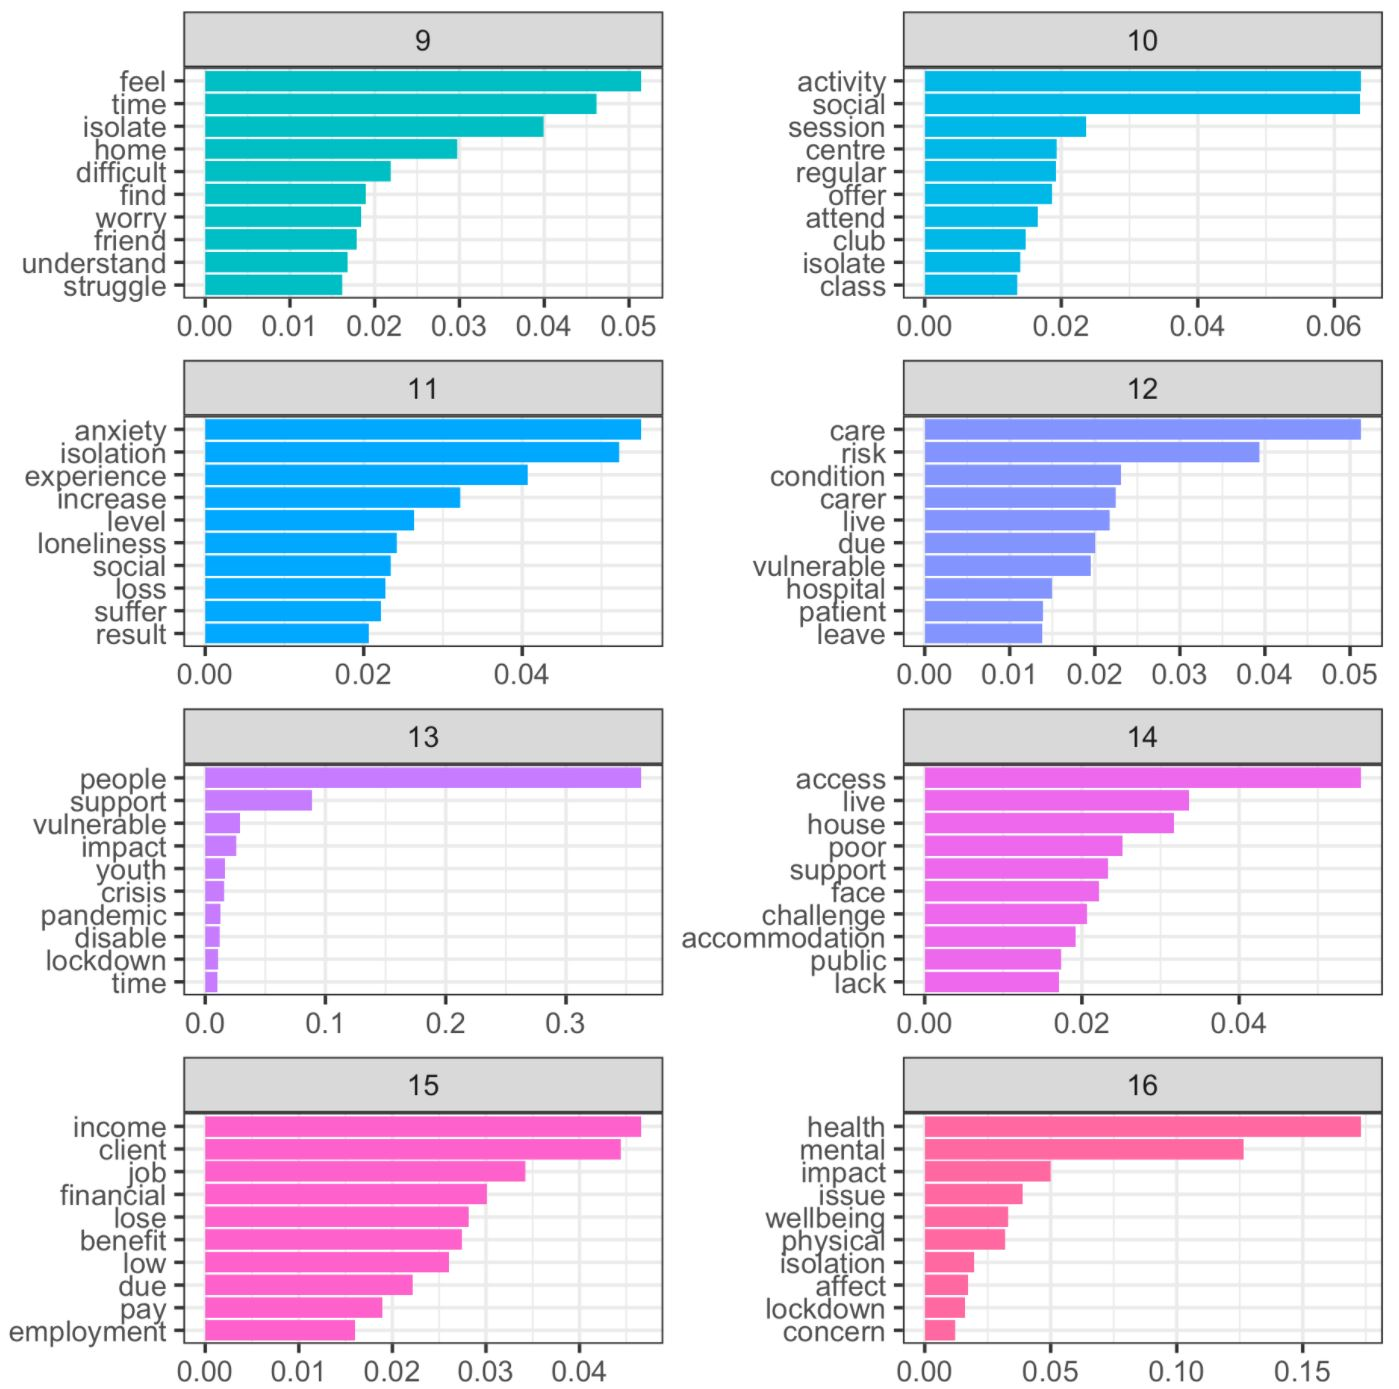 9
feel
time
isolate
home
difficult
find
worry
friend
understand
struggle
0.00 0.01 0.02 0.03 0.04 0.05
10
activity
social
session
centre
regular
offer
attend
club
isolate
class
0.00 0.02 0.04 0.06
11
anxiety
isolation
experience
increase
level
loneliness
social
loss
suffer
result
0.00 0.02 0.04
12
care
risk
condition
carer
live
due
vulnerable
hospital
patient
leave
0.00 0.01 0.02 0.03 0.04 0.05
13
people
support
vulnerable
impact
youth
crisis
pandemic
disable
lockdown
time
0.0 0.1 0.2 0.3
14
access
live
house
poor
support
face
challenge
accommodation
public
lack
0.00 0.02 0.04
15
income
client
job
financial
lose
benefit
low
due
pay
employment
0.00 0.01 0.02 0.03 0.04
16
health
mental
impact
issue
wellbeing
physical
isolation
affect
lockdown
concern
0.00 0.05 0.10 0.15